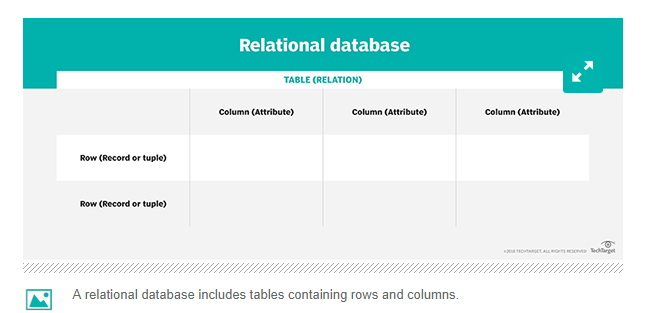 Relational database
TABLE (RELATION)
Column (Attribute) Column (Attribute) Column (Attribute)
Row (Record or tuple)
Row (Record or tuple)
©2018 TECHTARGET. ALL RIGHTS RESERVED TechTarget
A relational database includes tables containing rows and columns.